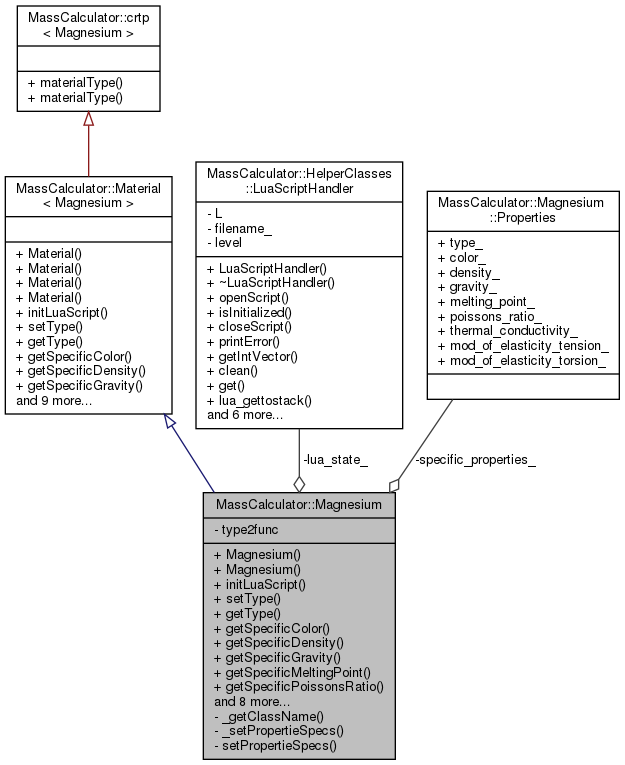 MassCalculator::crtp
< Magnesium >
+ materialType()
+ materialType()
MassCalculator::Material
< Magnesium >
+ Material()
+ Material()
+ Material()
+ Material()
+ initLuaScript()
+ setType()
+ getType()
+ getSpecificColor()
+ getSpecificDensity()
+ getSpecificGravity()
and 9 more...
MassCalculator::HelperClasses
::LuaScriptHandler
- L
- filename_
- level
+ LuaScriptHandler()
+ ~LuaScriptHandler()
+ openScript()
+ isInitialized()
+ closeScript()
+ printError()
+ getIntVector()
+ clean()
+ get()
+ lua_gettostack()
and 6 more...
MassCalculator::Magnesium
::Properties
+ type_
+ color_
+ density_
+ gravity_
+ melting_point_
+ poissons_ratio_
+ thermal_conductivity_
+ mod_of_elasticity_tension_
+ mod_of_elasticity_torsion_
-lua_state_
-specific_properties_
MassCalculator::Magnesium
- type2func
+ Magnesium()
+ Magnesium()
+ initLuaScript()
+ setType()
+ getType()
+ getSpecificColor()
+ getSpecificDensity()
+ getSpecificGravity()
+ getSpecificMeltingPoint()
+ getSpecificPoissonsRatio()
and 8 more...
- _getClassName()
- _setPropertieSpecs()
- setPropertieSpecs()